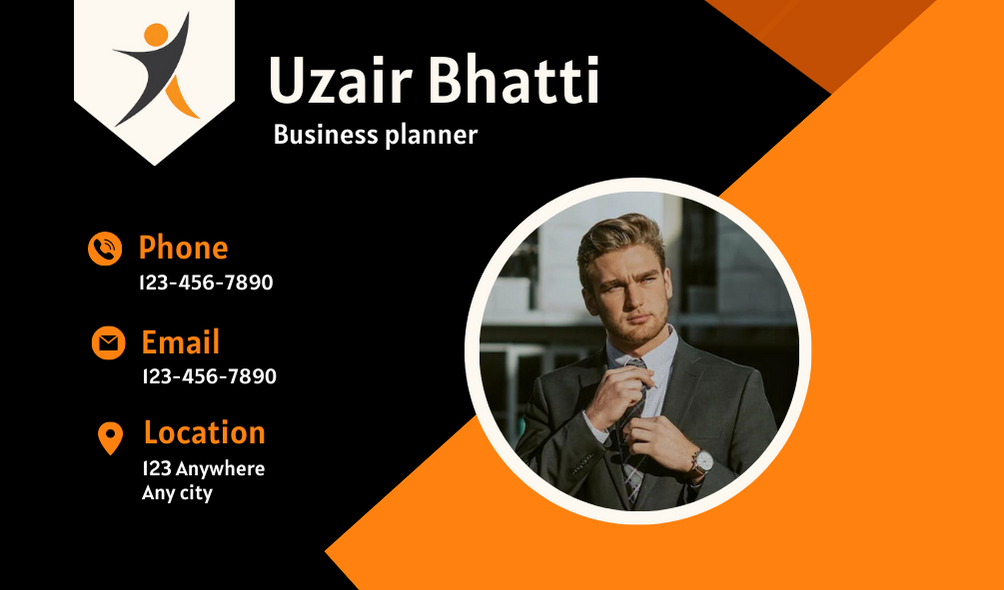 Uzair Bhatti
Business planner
Phone
123-456-7890
Email
123-456-7890
Location
123 Anywhere
Any city